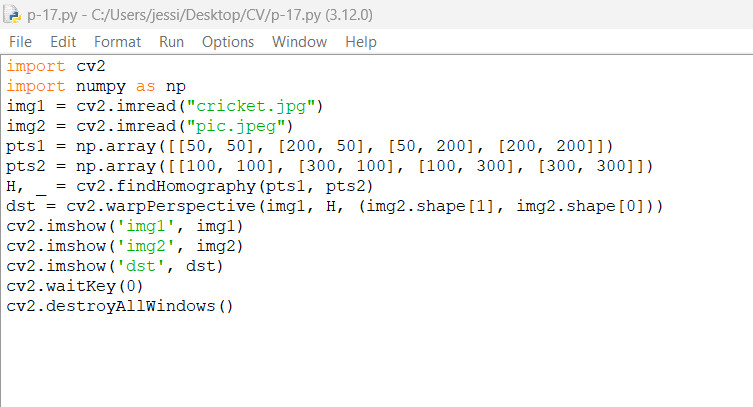 p-17.py - C:/Users/jessi/Desktop/CV/p-17.py (3.12.0)
File Edit Format Run Options Window Help
import cv2
import numpy as np
img1 = cv2.imread("cricket.jpg")
img2 = cv2.imread("pic.jpeg")
pts1 = np.array([[50, 50], [200, 50], [50, 200], [200, 200]])
pts2 = np.array([[100, 100], [300, 100], [100, 300], [300, 300]])
H, _ = cv2.findHomography(pts1, pts2)
dst = cv2.warpPerspective(img1, H, (img2.shape[1], img2.shape[0]))
cv2.imshow('img1', img1)
cv2.imshow('img2', img2)
cv2.imshow('dst', dst)
cv2.waitKey(0)
cv2.destroyAllWindows()